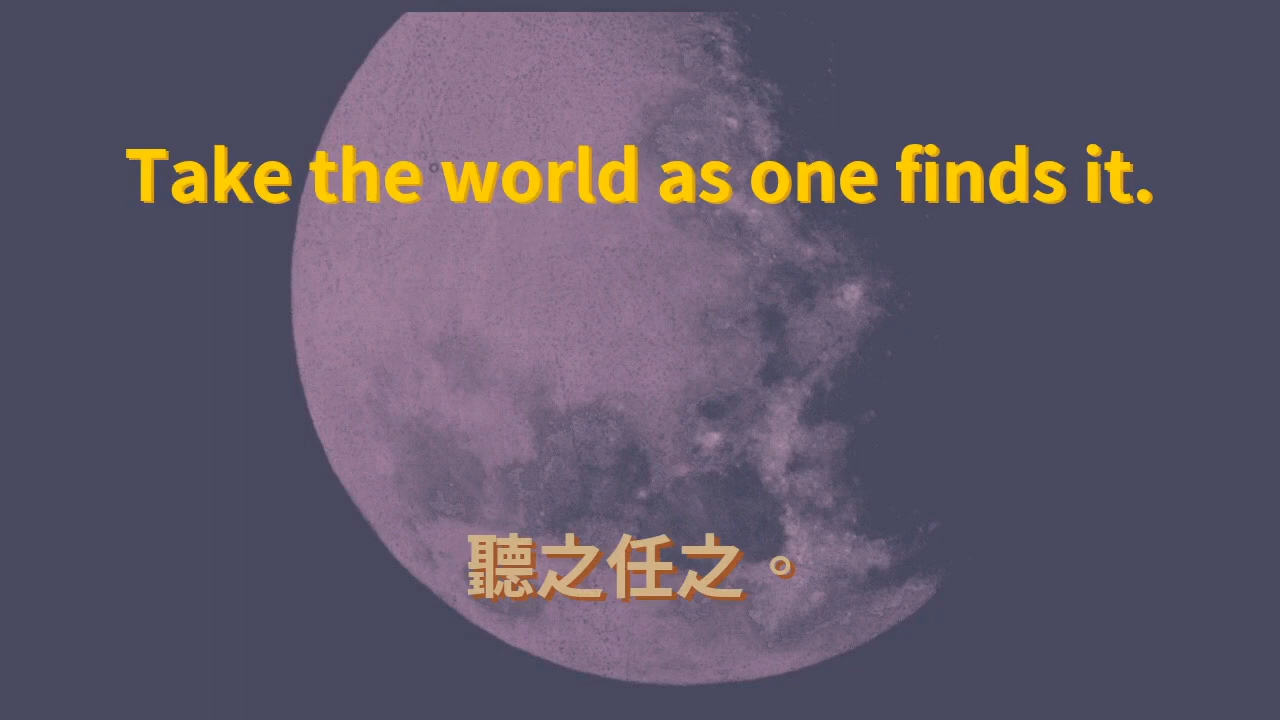 Take the world as one finds it.
聽之任之。